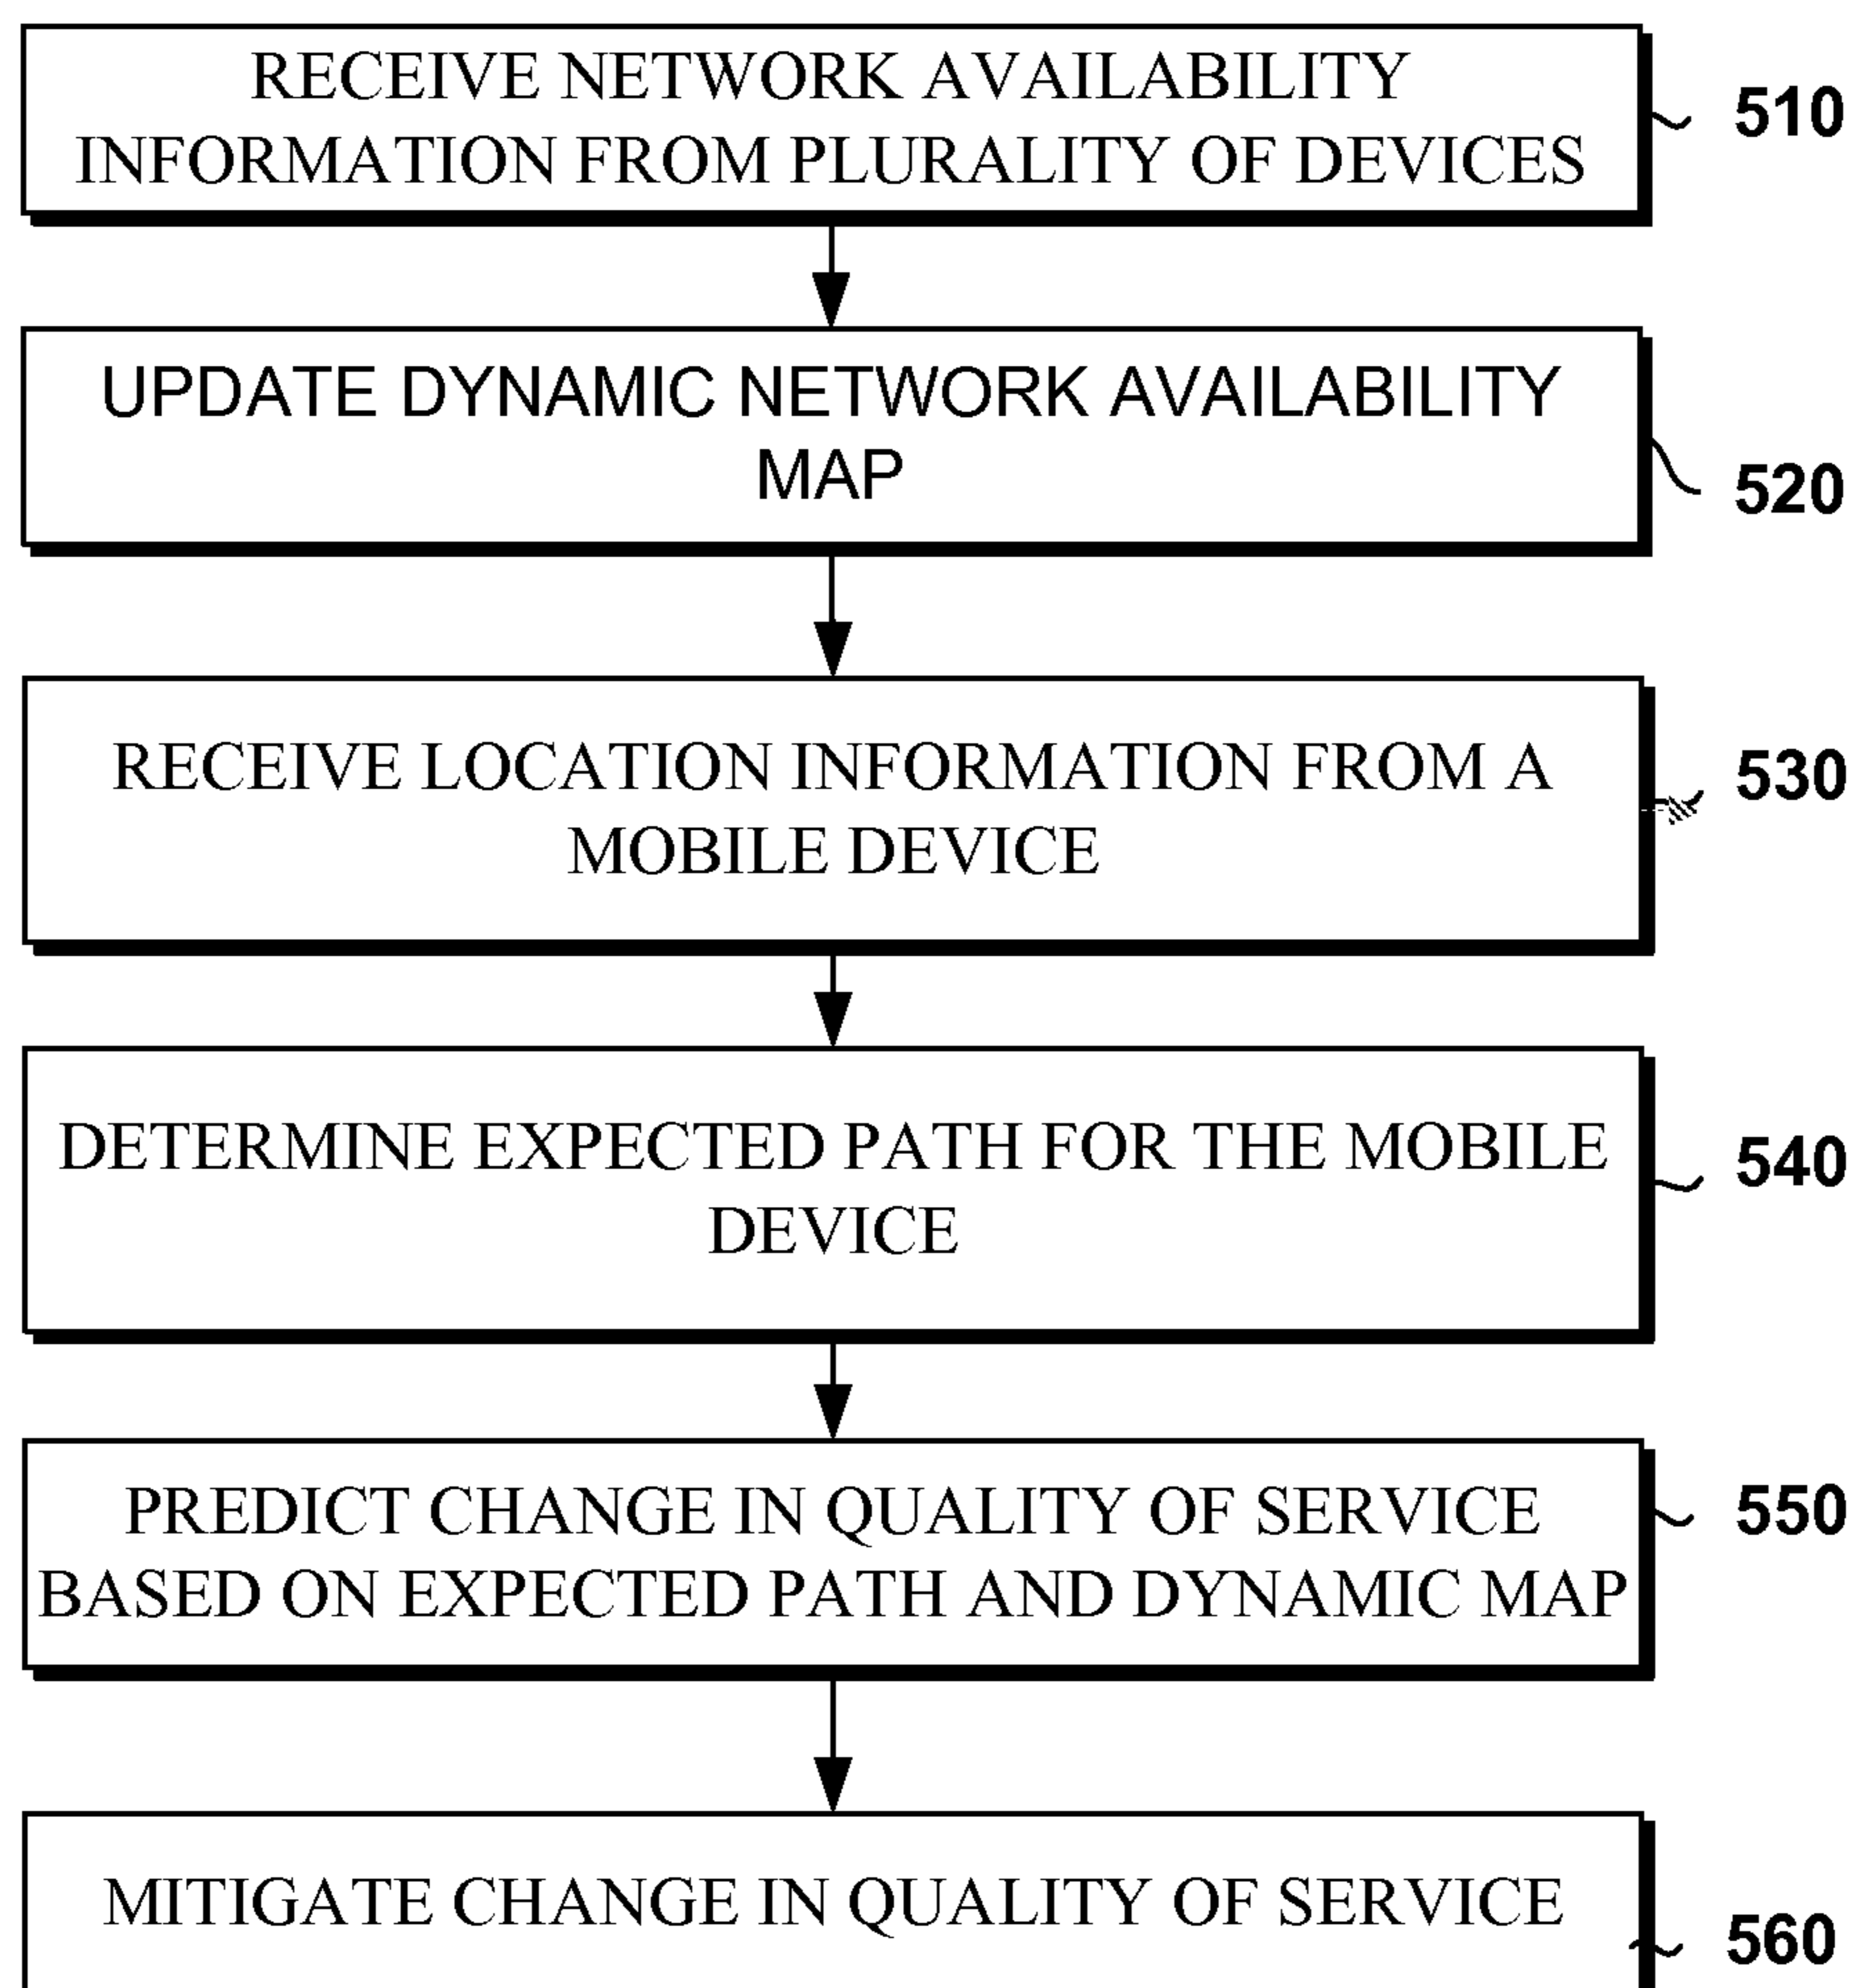 RECEIVE NETWORK AVAILABILITY
INFORMATION FROM PLURALITY OF DEVICES
510
UPDATE DYNAMIC NETWORK AVAILABILITY
MAP
520
RECEIVE LOCATION INFORMATION FROM A
MOBILE DEVICE
530
DETERMINE EXPECTED PATH FOR THE MOBILE
DEVICE
540
PREDICT CHANGE IN QUALITY OF SERVICE
BASED ON EXPECTED PATH AND DYNAMIC MAP
550
MITIGATE CHANGE IN QUALITY OF SERVICE
560